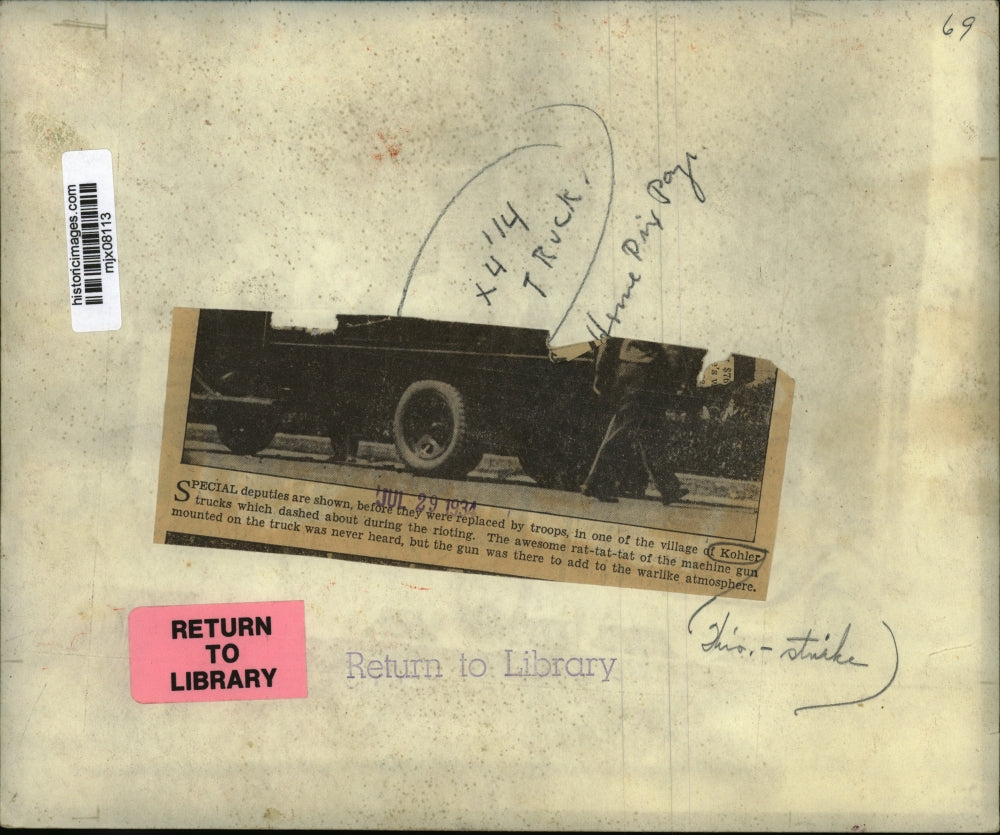 69
historicimages.com
mjx08113
x4 '14
TRUCK.
Home Pix Page
$76
SPECIAL deputies are shown, before they were replaced by troops, in one of the village of Kohler
trucks which dashed about during the rioting. The awesome rat-tat-tat of the machine gun
mounted on the truck was never heard, but the gun was there to add to the warlike atmosphere.
JUL 29 1934
RETURN
TO
LIBRARY
Return to Library
- strike